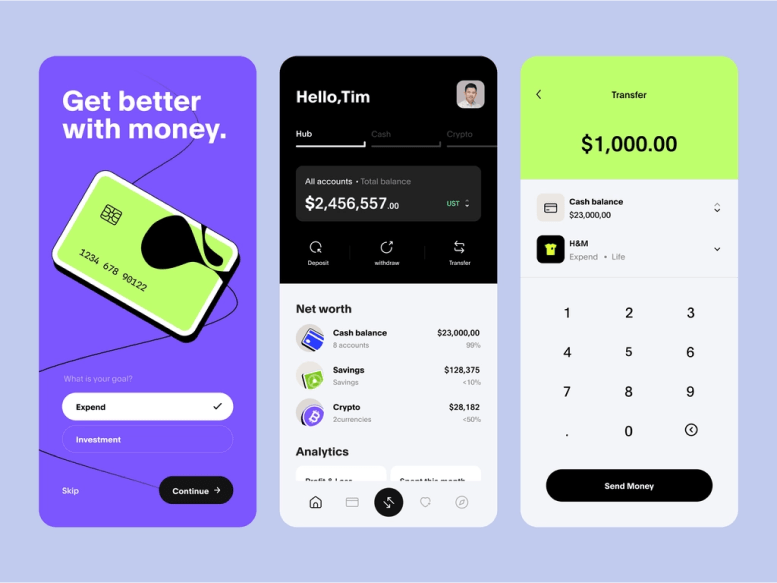 Get better
with money.
1234 678 90122
What is your goal?
Expend
Investment
Skip
Continue
Hello,Tim
Hub
Cash
Crypto
All accounts • Total balance
$2,456,557.00
UST
Deposit
withdraw
Transfer
Net worth
Cash balance
$23,000,00
8 accounts
99%
Savings
$128,375
Savings
<10%
Crypto
$28,182
2currencies
<50%
Analytics
Profit & Loss
Spent this month
Transfer
$1,000.00
Cash balance
$23,000,00
H&M
Expend • Life
1 2 3
4 5 6
7 8 9
. 0
Send Money